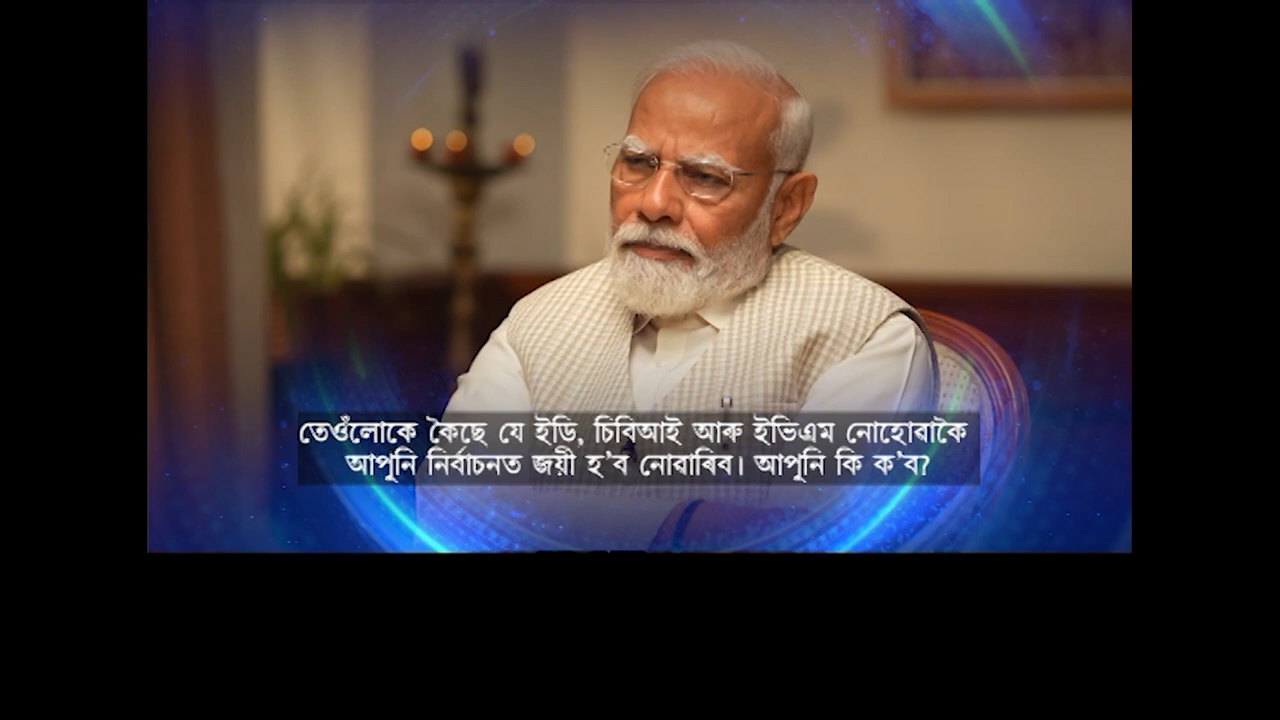 তেওঁলোকে কৈছে যে ইডি, চিবিআই আৰু ইভিএম নোহোৱাকৈ
আপুনি নিৰ্বাচনত জয়ী হ'ব নোৱাৰিব। আপুনি কি ক'ব?